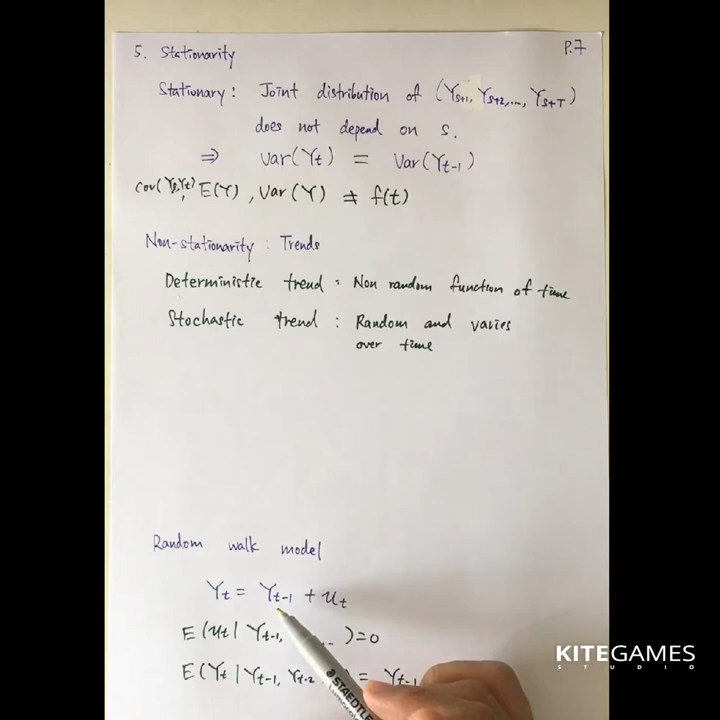 5. Stationarity
P.7
Stationary: Joint distribution of (Ys+1, Ys+2,..., Ys+T)
does not depend on s.
⇒ Var(Yt) = Var(Yt-1)
Cov(Ys,Yt), E(Y), Var(Y) ≠ f(t)
Non-stationarity: Trends
Deterministic trend: Non random function of time
Stochastic trend: Random and varies
over time
Random walk model
Yt = Yt-1 + ut
E(ut| Yt-1, ..)=0
E(Yt|Yt-1, Yt-2 = Yt-1
STAEDTLER
KITEGAMES
STUDIO